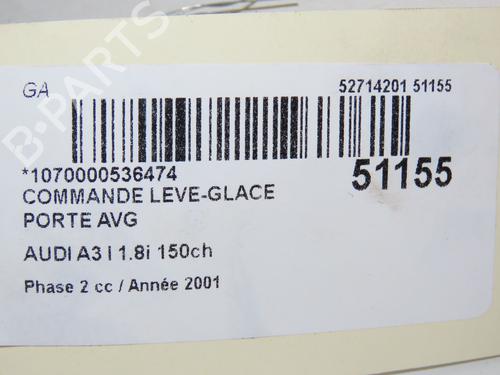 GA
52714201 51155
*1070000536474
51155
COMMANDE LEVE-GLACE
PORTE AVG
AUDI A3 I 1.8i 150ch
Phase 2 cc / Année 2001
B-PARTS